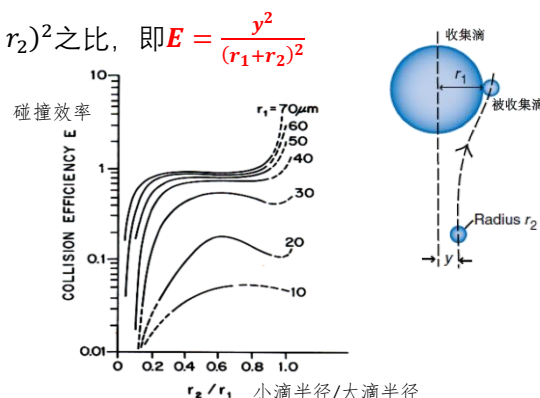 r₂)²之比，即E = y²/(r₁+r₂)²
碰撞效率
COLLISION EFFICIENCY E
10
1
0.1
0.01
r₁=70μm
60
50
40
30
20
10
0 0.2 0.4 0.6 0.8 1.0
r₂/r₁ 小滴半径/大滴半径
收集滴
r₁
被收集滴
Radius r₂
y